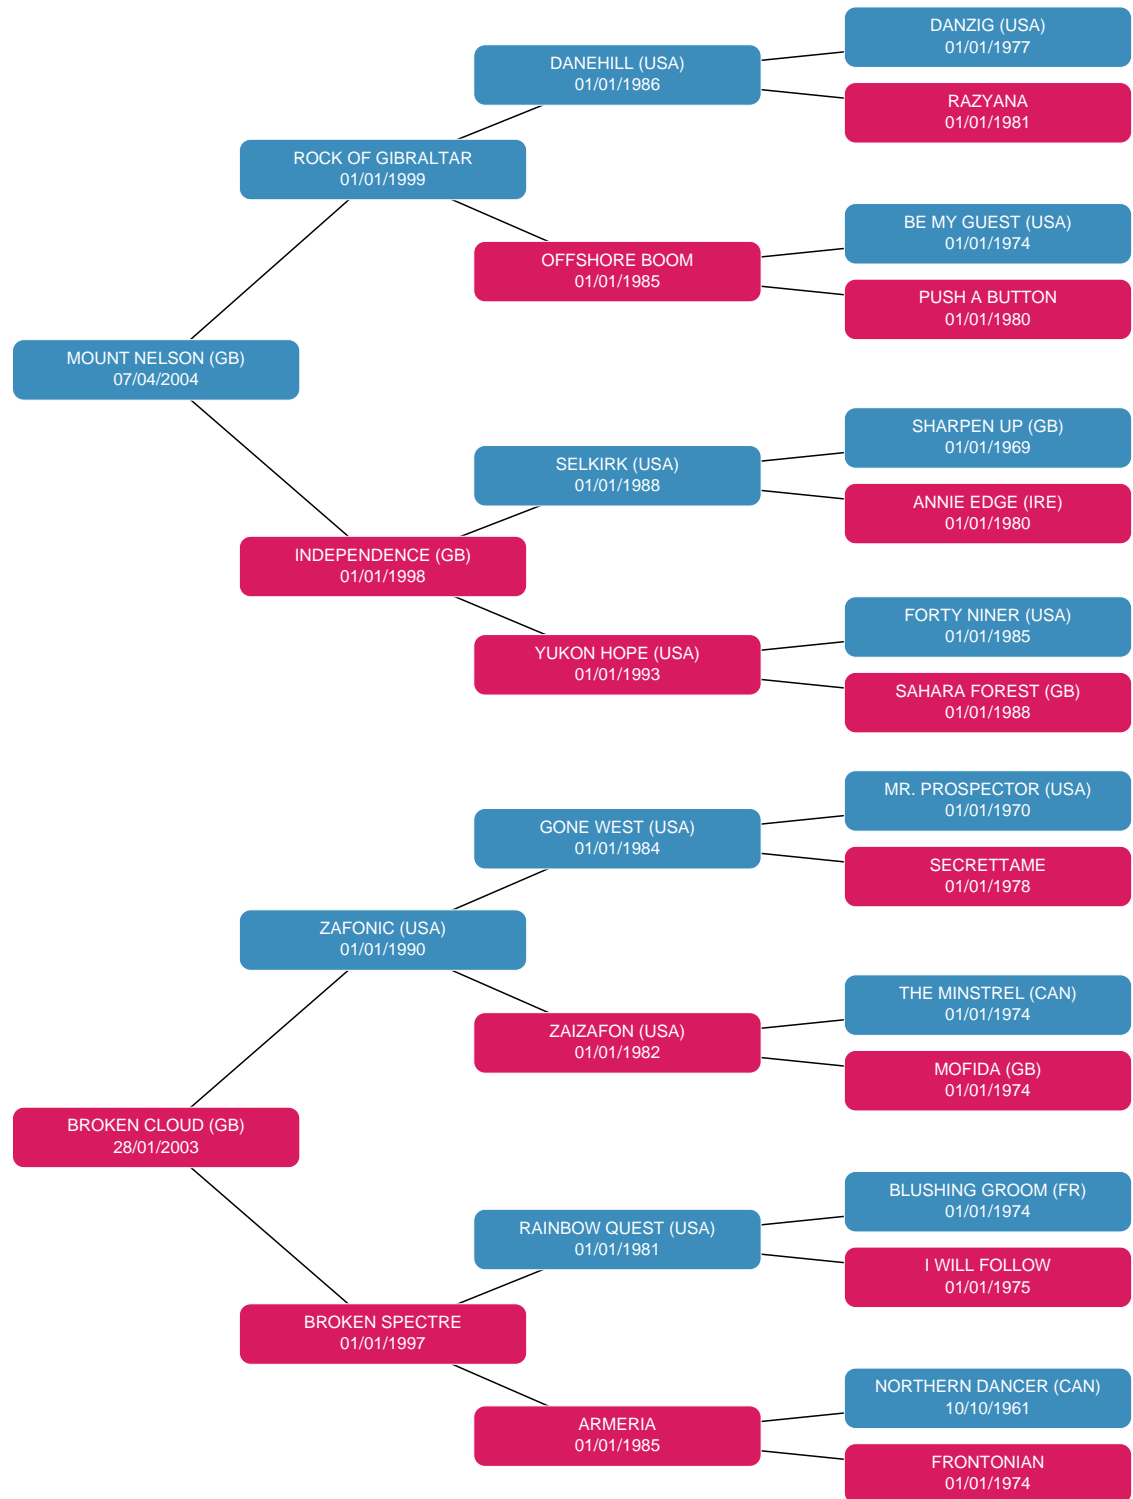 DANZIG (USA)
01/01/1977
DANEHILL (USA)
01/01/1986
RAZYANA
01/01/1981
ROCK OF GIBRALTAR
01/01/1999
BE MY GUEST (USA)
01/01/1974
OFFSHORE BOOM
01/01/1985
PUSH A BUTTON
01/01/1980
MOUNT NELSON (GB)
07/04/2004
SHARPEN UP (GB)
01/01/1969
SELKIRK (USA)
01/01/1988
ANNIE EDGE (IRE)
01/01/1980
INDEPENDENCE (GB)
01/01/1998
FORTY NINER (USA)
01/01/1985
YUKON HOPE (USA)
01/01/1993
SAHARA FOREST (GB)
01/01/1988
MR. PROSPECTOR (USA)
01/01/1970
GONE WEST (USA)
01/01/1984
SECRETTAME
01/01/1978
ZAFONIC (USA)
01/01/1990
THE MINSTREL (CAN)
01/01/1974
ZAIZAFON (USA)
01/01/1982
MOFIDA (GB)
01/01/1974
BROKEN CLOUD (GB)
28/01/2003
BLUSHING GROOM (FR)
01/01/1974
RAINBOW QUEST (USA)
01/01/1981
I WILL FOLLOW
01/01/1975
BROKEN SPECTRE
01/01/1997
NORTHERN DANCER (CAN)
10/10/1961
ARMERIA
01/01/1985
FRONTONIAN
01/01/1974